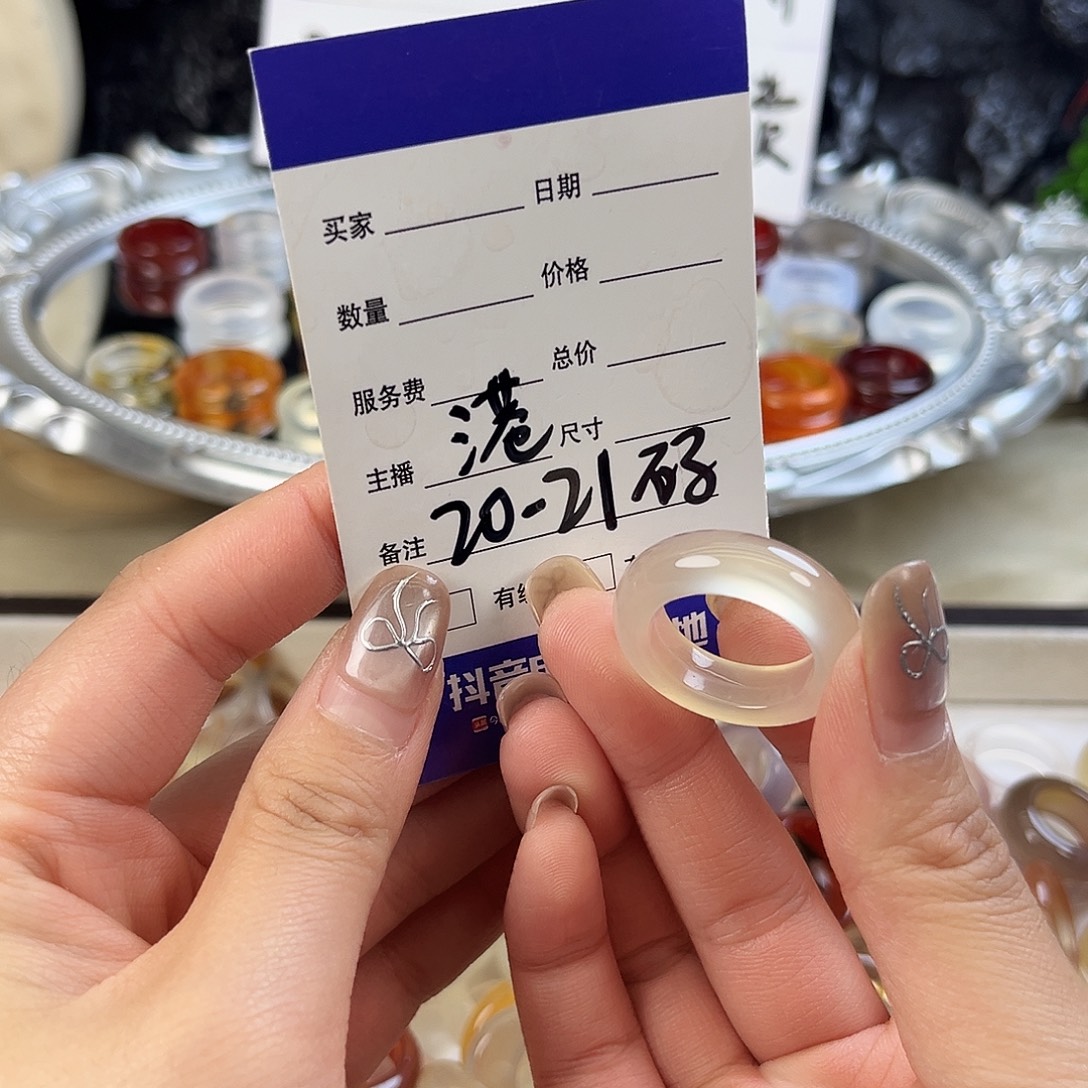 买家 日期
数量 价格
服务费 总价
主播 港 尺寸
备注 20-21码
有
抖音 地